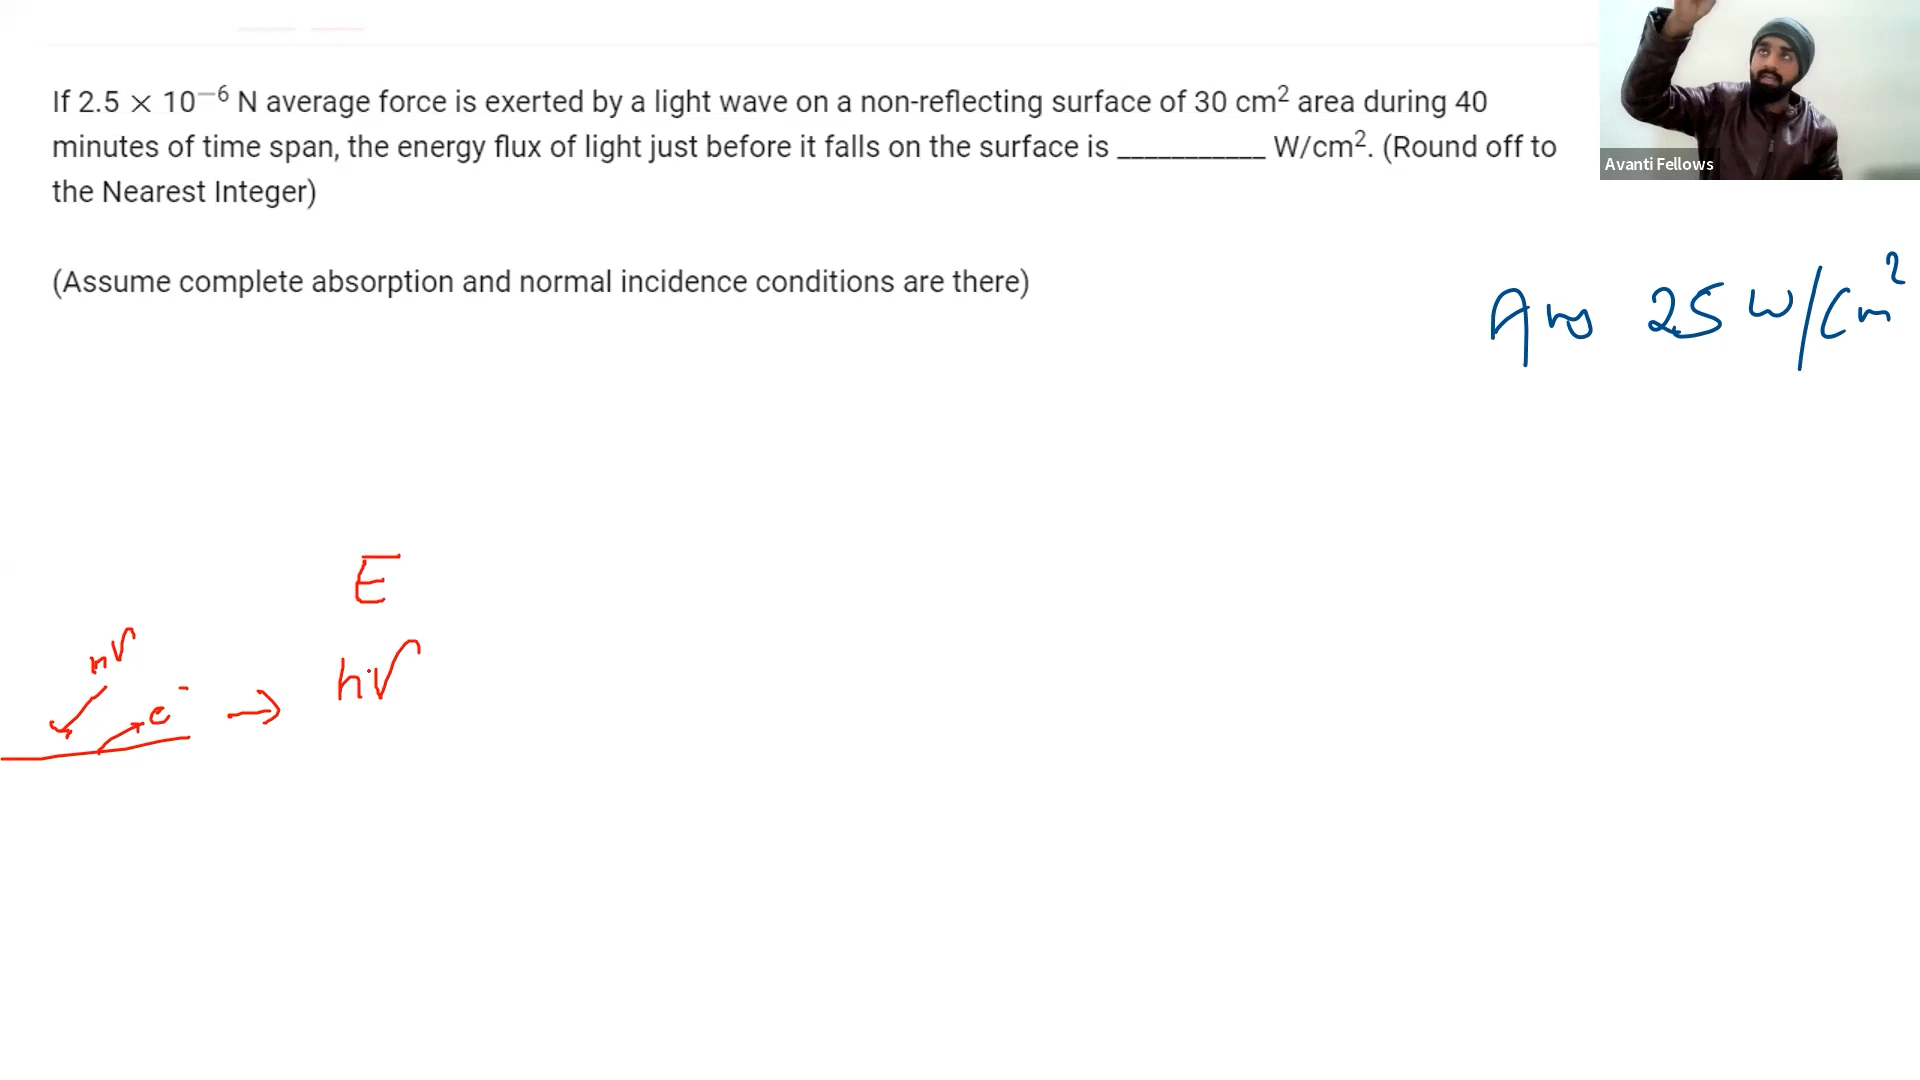 If 2.5 × 10⁻⁶ N average force is exerted by a light wave on a non-reflecting surface of 30 cm² area during 40
minutes of time span, the energy flux of light just before it falls on the surface is ___________ W/cm². (Round off to
the Nearest Integer)
(Assume complete absorption and normal incidence conditions are there)
Avanti Fellows
Ans 25 W/cm²
E
hν
hν
e⁻ →